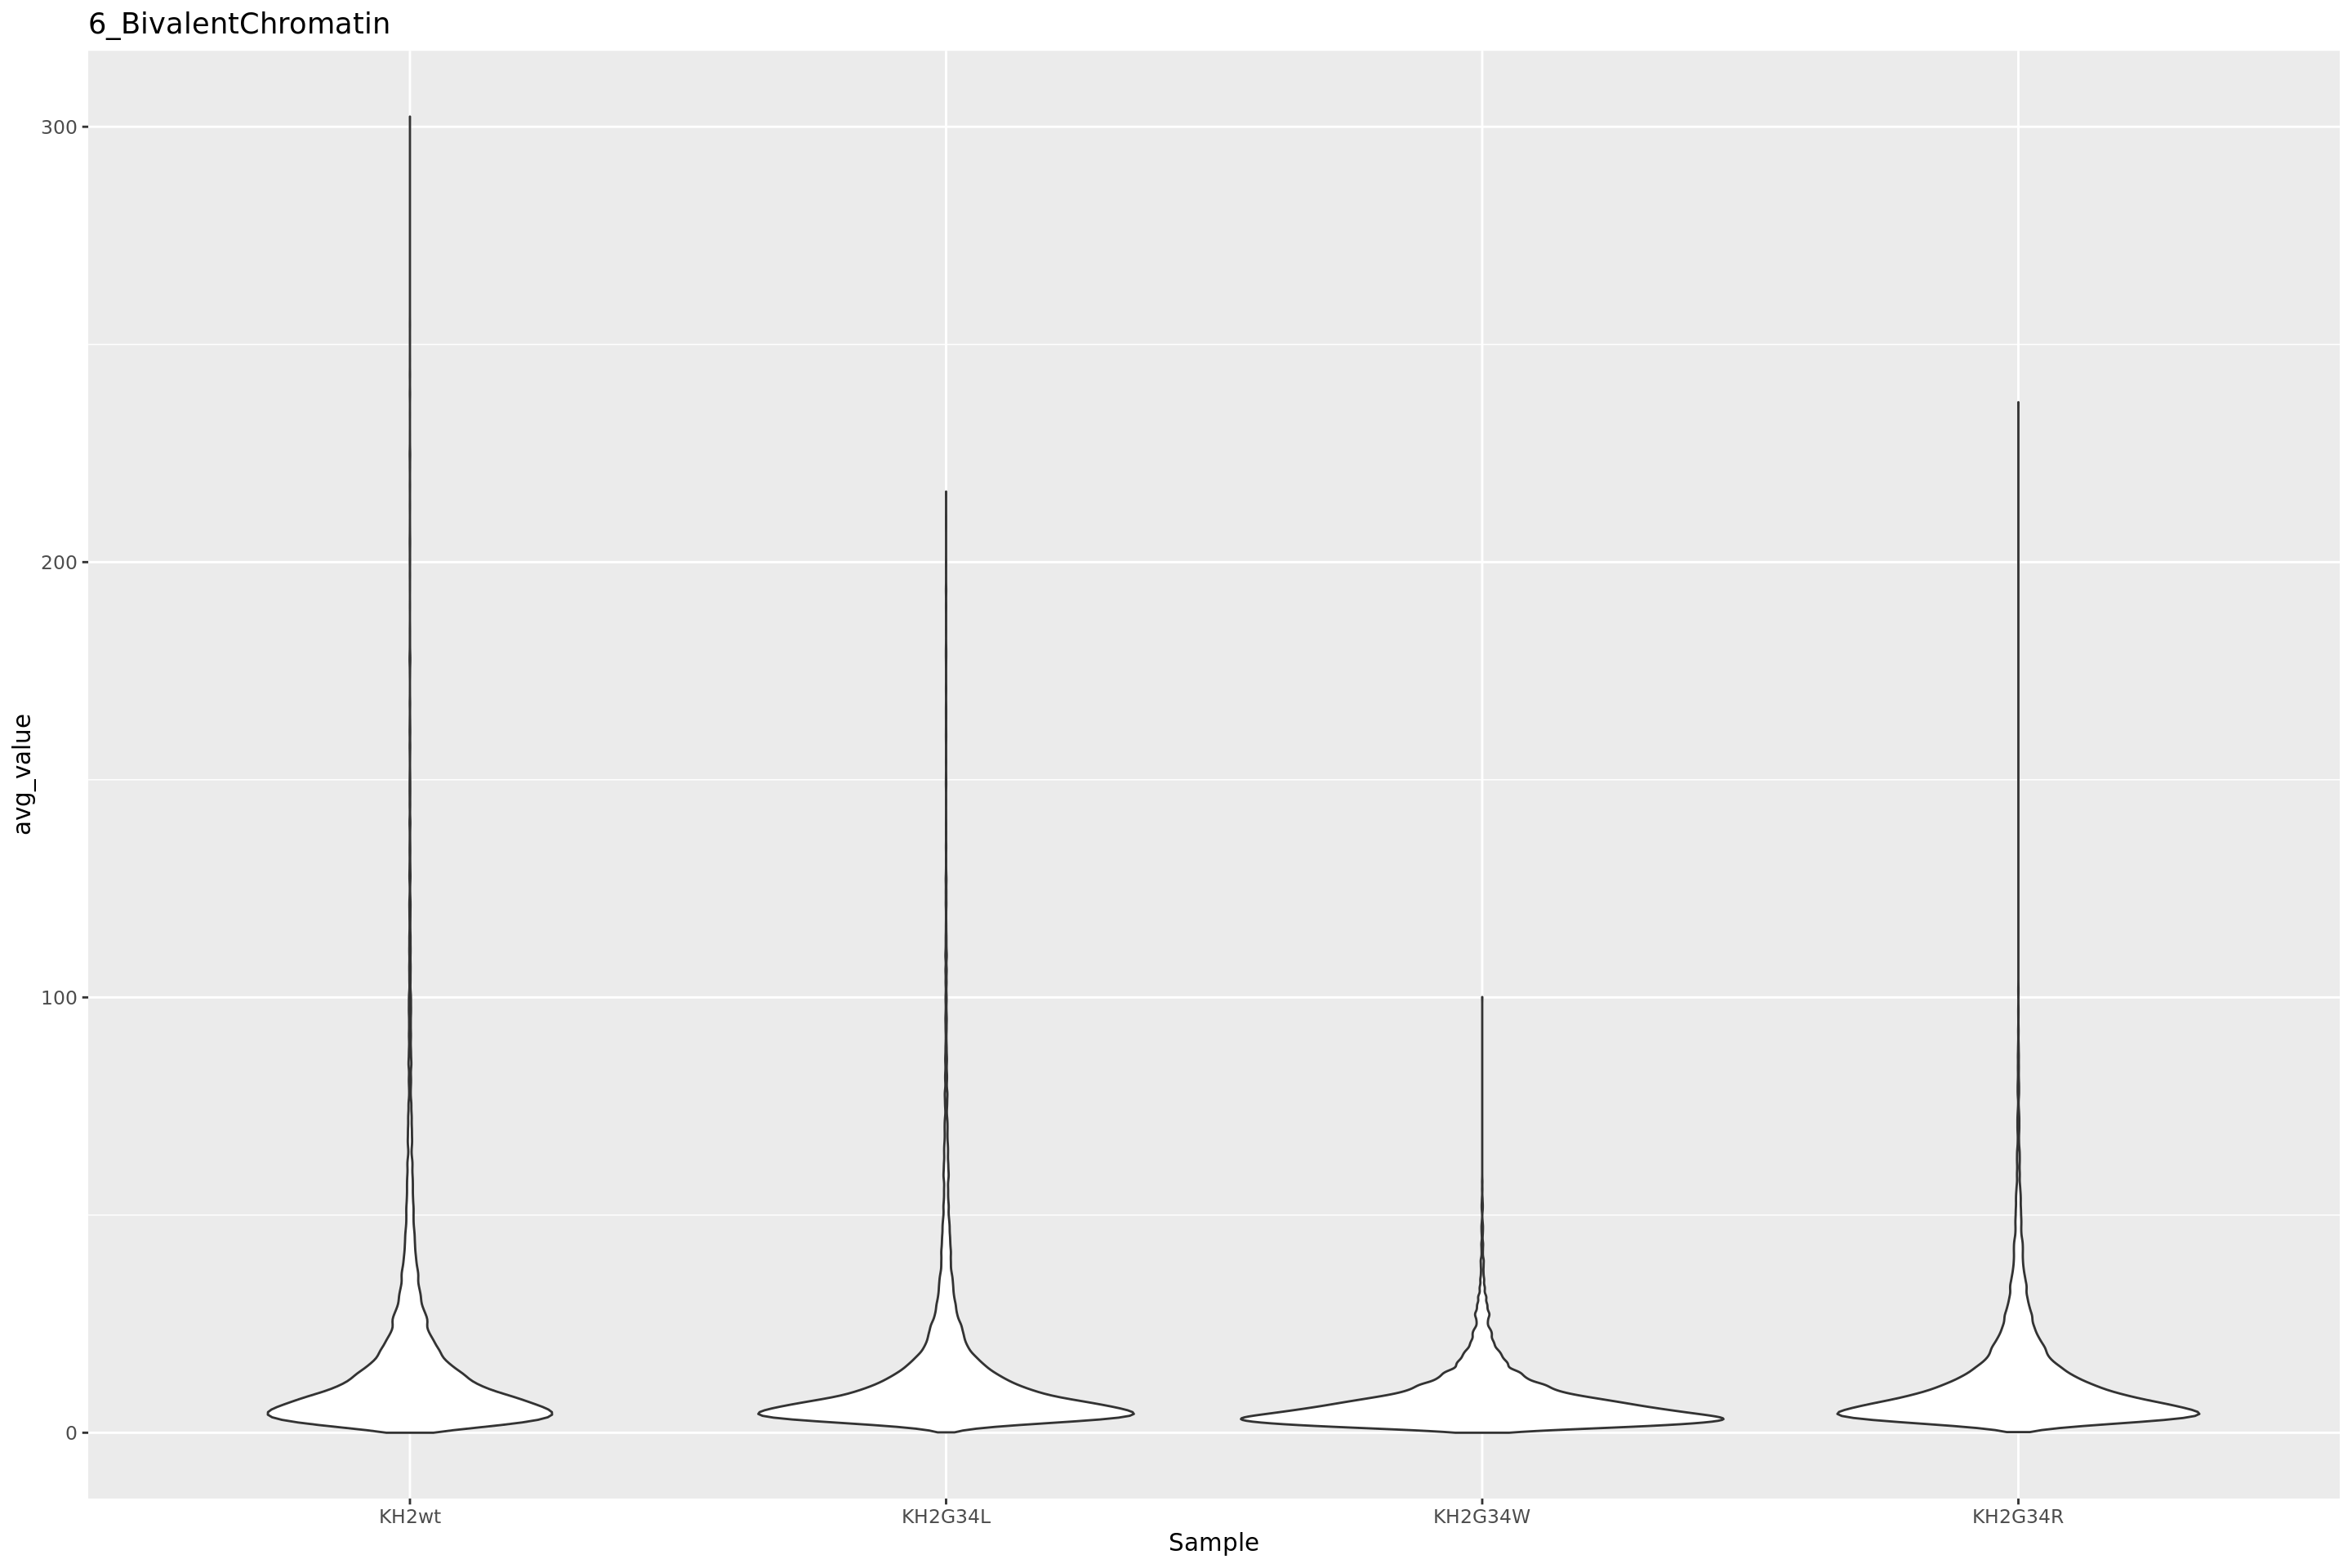 6_BivalentChromatin
300
200
100
0
avg_value
KH2wt KH2G34L KH2G34W KH2G34R
Sample